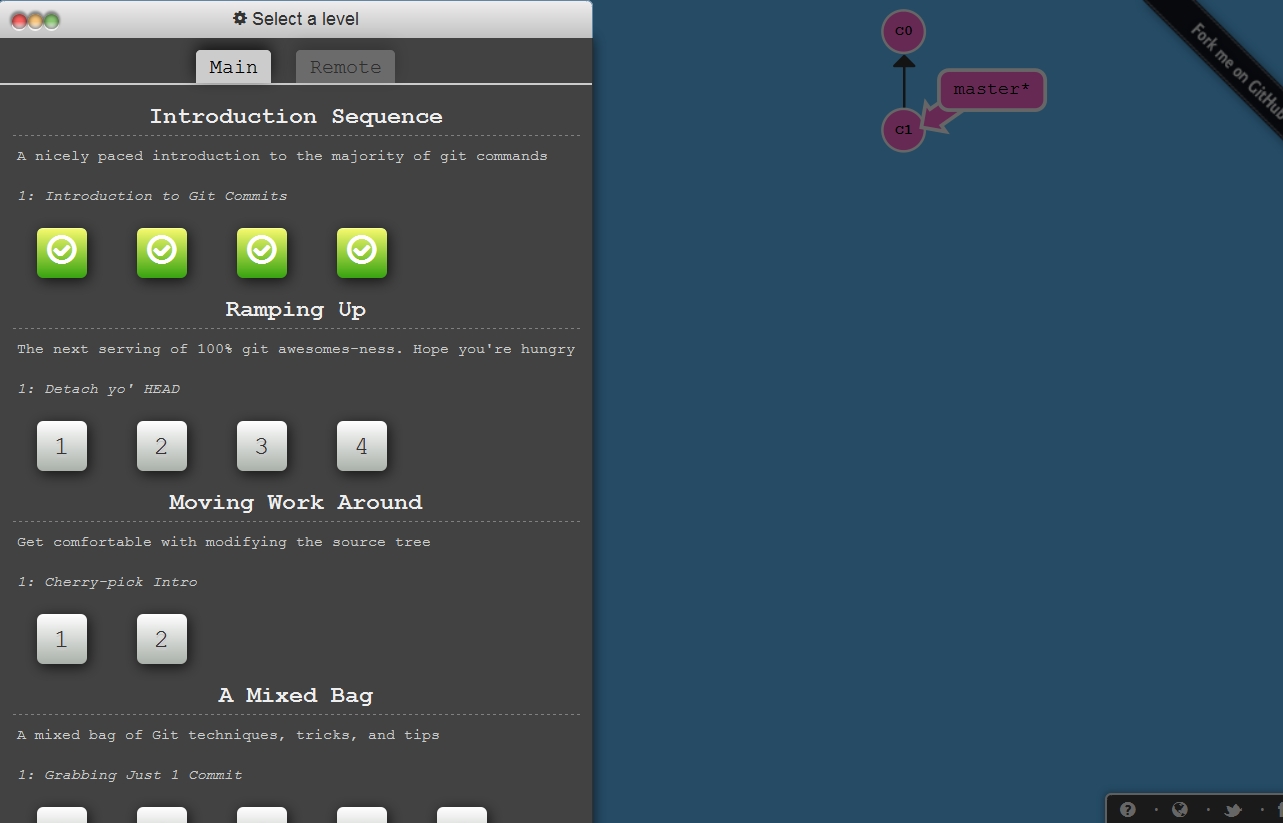 Select a level
Main
Remote
Introduction Sequence
A nicely paced introduction to the majority of git commands
1: Introduction to Git Commits
Ramping Up
The next serving of 100% git awesomes-ness. Hope you're hungry
1: Detach yo' HEAD
1
2
3
4
Moving Work Around
Get comfortable with modifying the source tree
1: Cherry-pick Intro
1
2
A Mixed Bag
A mixed bag of Git techniques, tricks, and tips
1: Grabbing Just 1 Commit
C0
master*
C1
Fork me on GitHub
?